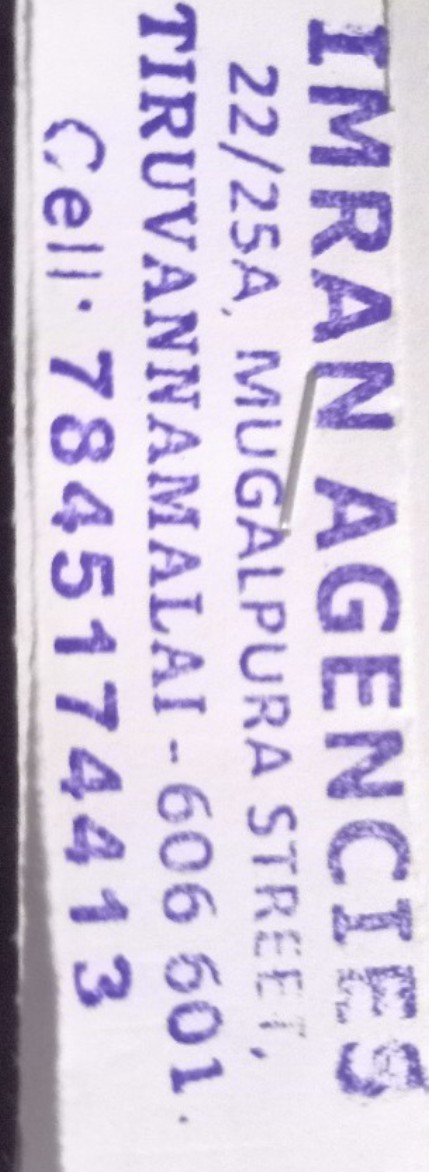 IMRAN AGENCIES
22/25A, MUGALPURA STREET,
TIRUVANNAMALAI - 606 601.
Cell. 7845174413